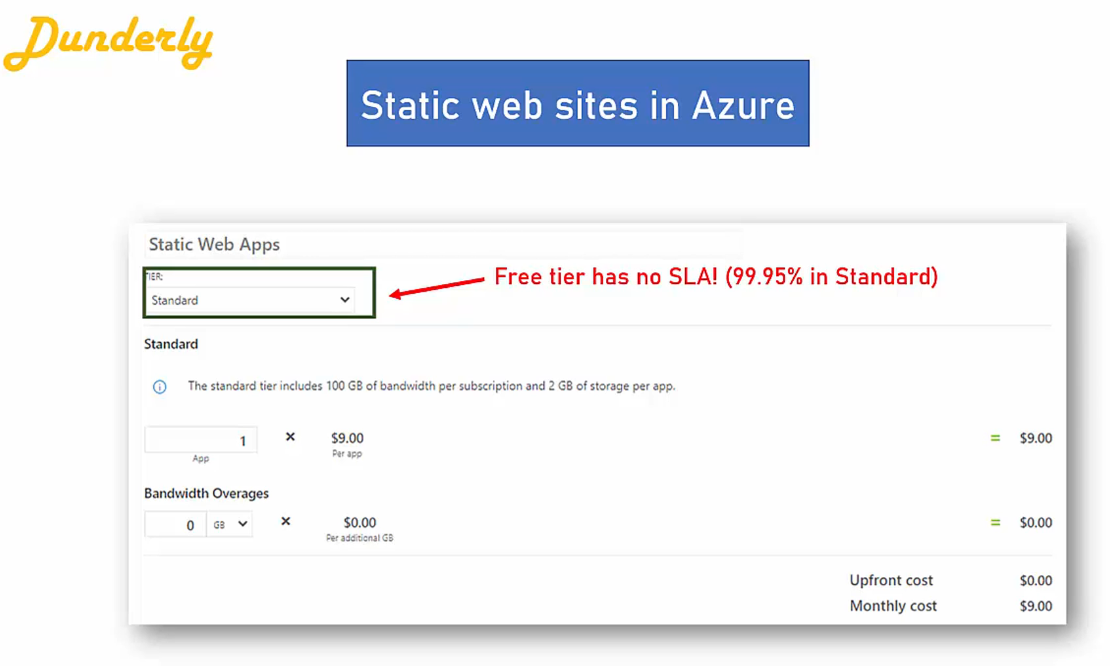 Dunderly
Static web sites in Azure
Static Web Apps
TIER:
Standard
Free tier has no SLA! (99.95% in Standard)
Standard
The standard tier includes 100 GB of bandwidth per subscription and 2 GB of storage per app.
1 × $9.00 = $9.00
App Per app
Bandwidth Overages
0 GB × $0.00 = $0.00
Per additional GB
Upfront cost $0.00
Monthly cost $9.00